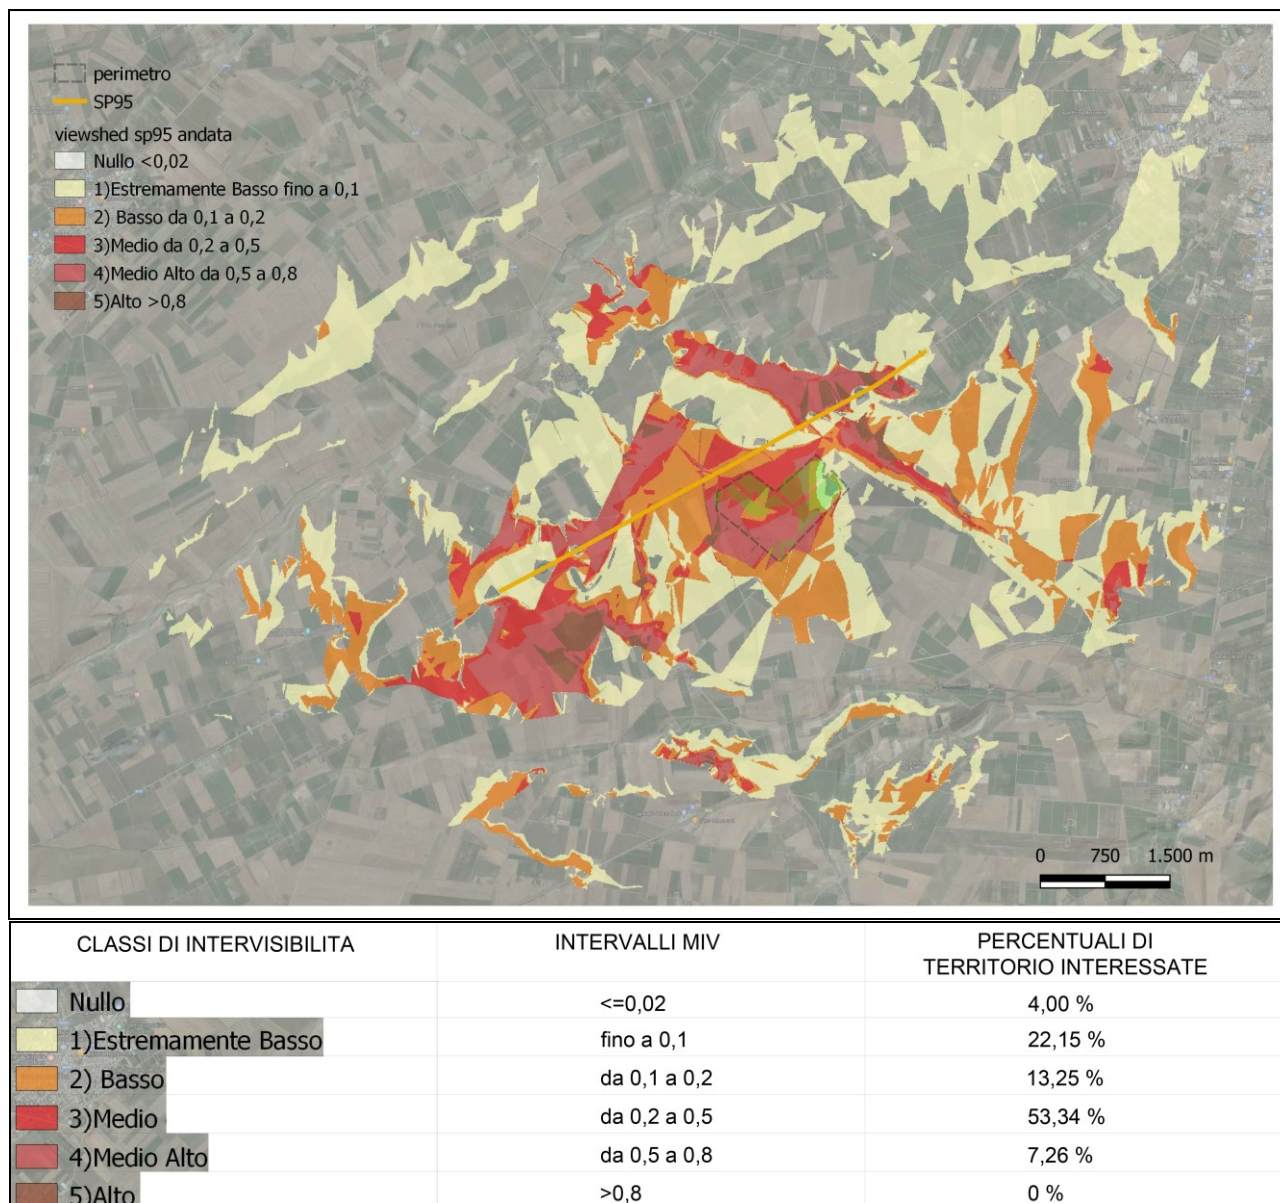 perimetro
SP95
viewshed sp95 andata
Nullo <0,02
1)Estremamente Basso fino a 0,1
2) Basso da 0,1 a 0,2
3)Medio da 0,2 a 0,5
4)Medio Alto da 0,5 a 0,8
5)Alto >0,8
0 750 1.500 m
CLASSI DI INTERVISIBILITA INTERVALLI MIV PERCENTUALI DI
TERRITORIO INTERESSATE
Nullo <=0,02 4,00 %
1)Estremamente Basso fino a 0,1 22,15 %
2) Basso da 0,1 a 0,2 13,25 %
3)Medio da 0,2 a 0,5 53,34 %
4)Medio Alto da 0,5 a 0,8 7,26 %
5)Alto >0,8 0 %